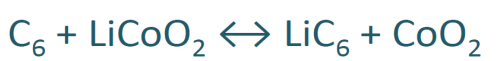 C₆ + LiCoO₂ ↔ LiC₆ + CoO₂